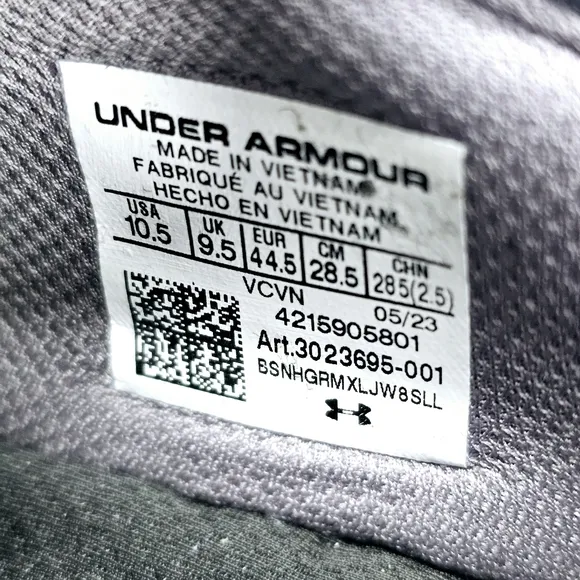 UNDER ARMOUR
MADE IN VIETNAM
FABRIQUÉ AU VIETNAM
HECHO EN VIETNAM
USA UK EUR CM CHN
10.5 9.5 44.5 28.5 285(2.5)
VCVN 05/23
4215905801
Art.3023695-001
BSNHGRMXLJW8SLL